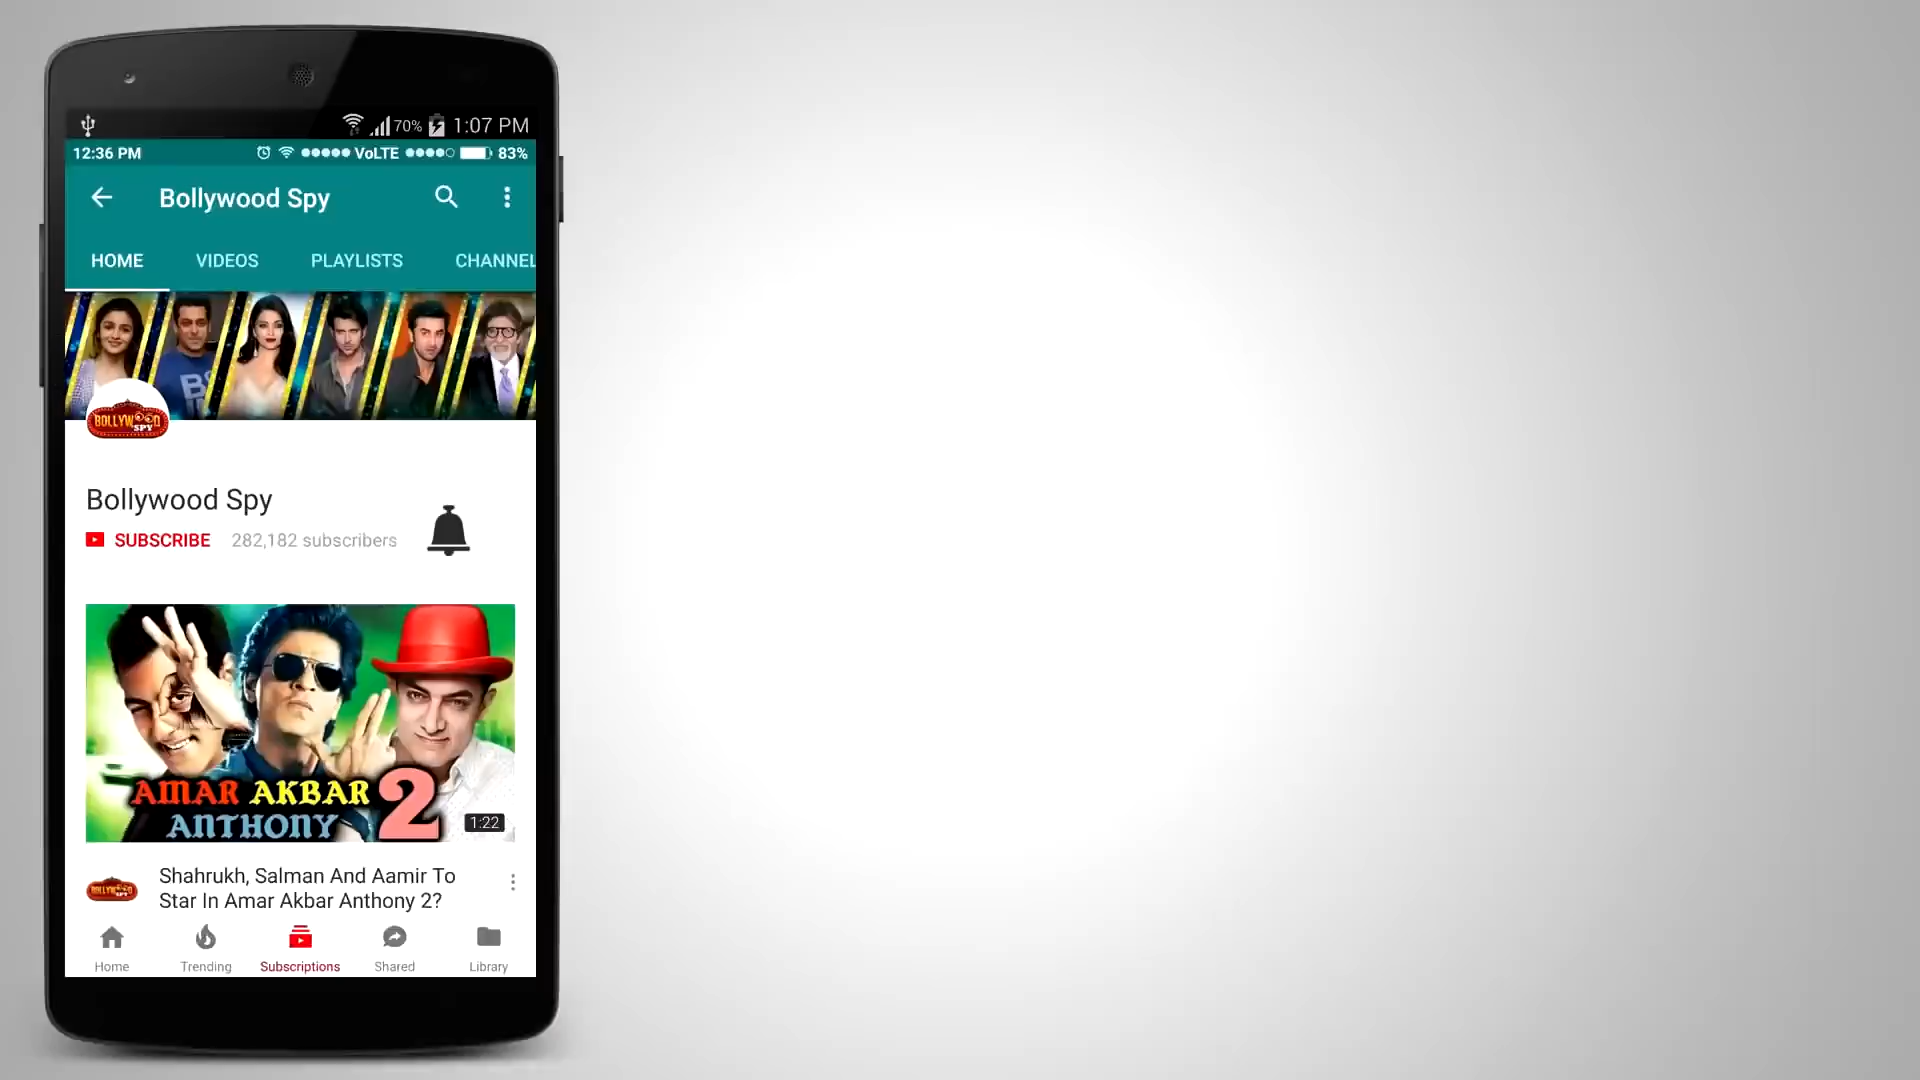 70% 1:07 PM
12:36 PM VoLTE 83%
Bollywood Spy
HOME VIDEOS PLAYLISTS CHANNEL
BOLLYWOOD
SPY
Bollywood Spy
SUBSCRIBE 282,182 subscribers
AMAR AKBAR 2
ANTHONY
1:22
Shahrukh, Salman And Aamir To
Star In Amar Akbar Anthony 2?
Home Trending Subscriptions Shared Library